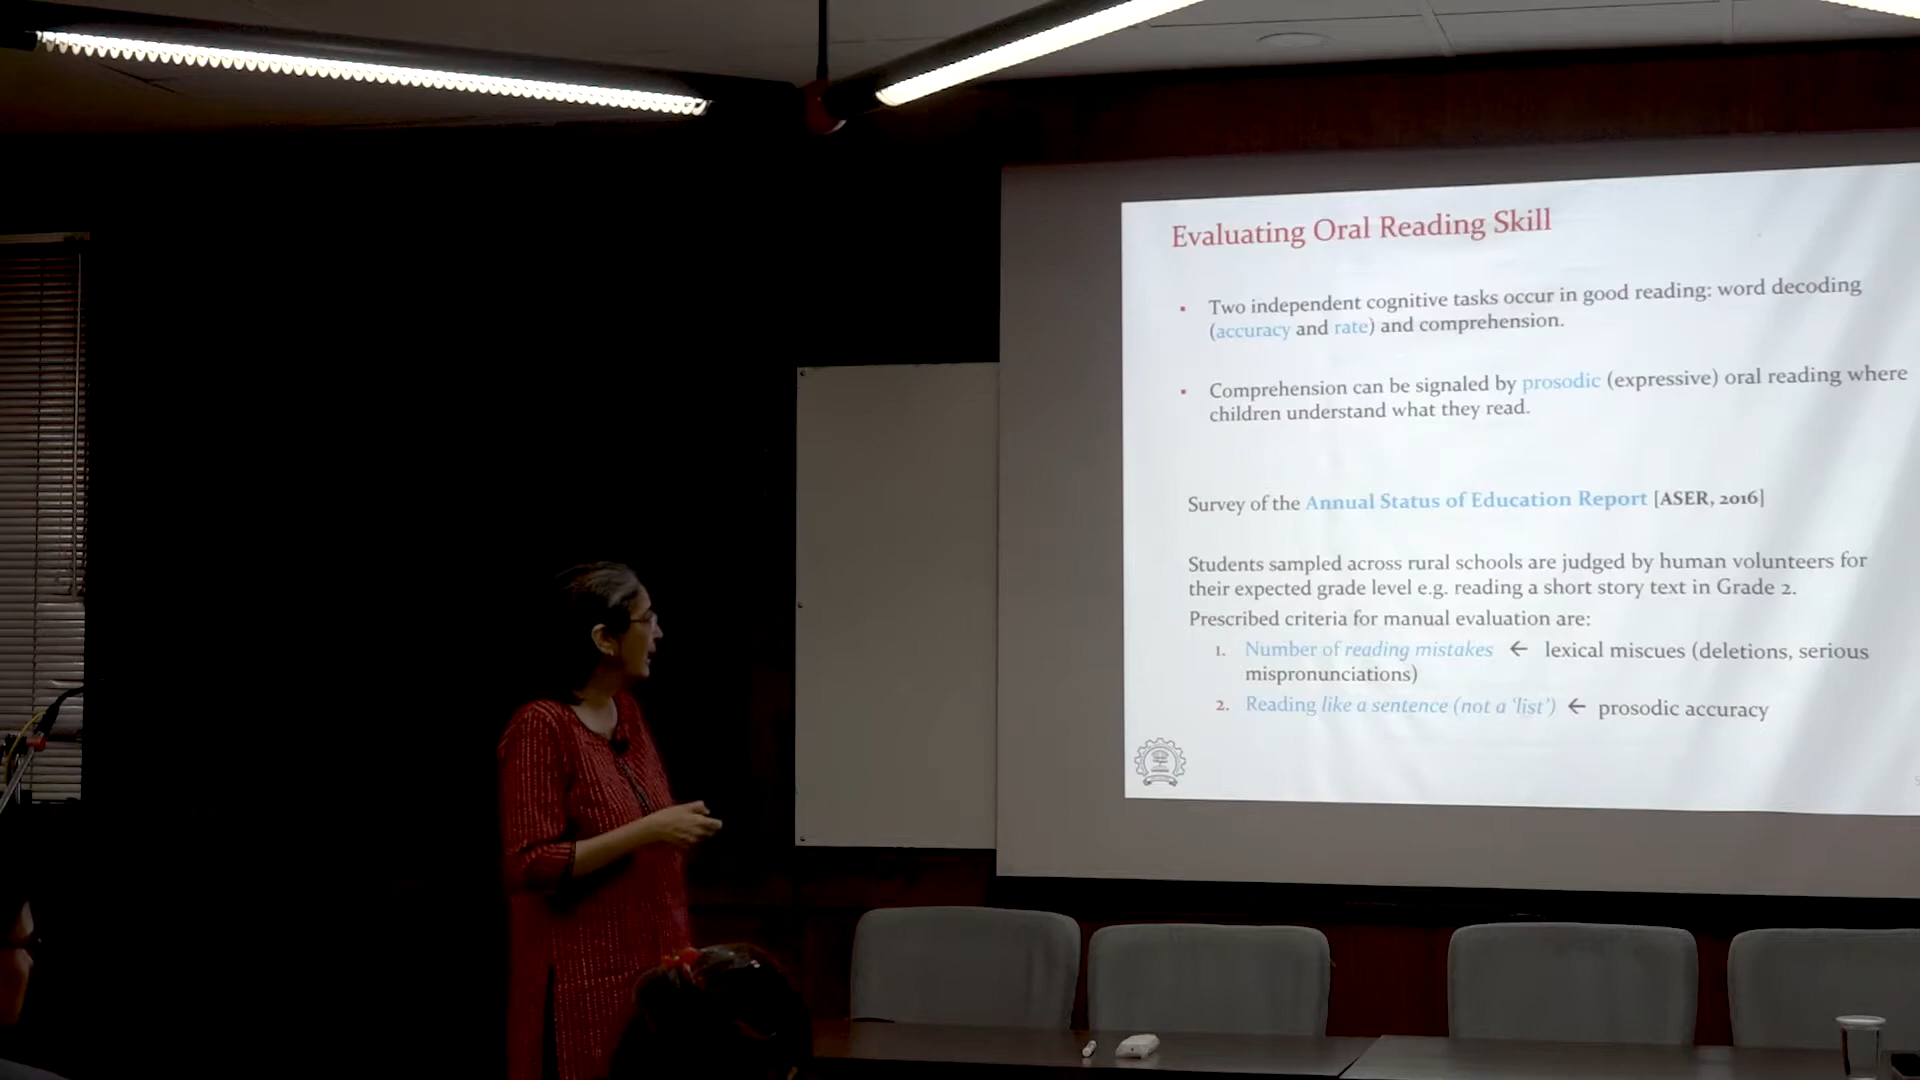 Evaluating Oral Reading Skill
▪ Two independent cognitive tasks occur in good reading: word decoding
(accuracy and rate) and comprehension.
▪ Comprehension can be signaled by prosodic (expressive) oral reading where
children understand what they read.
Survey of the Annual Status of Education Report [ASER, 2016]
Students sampled across rural schools are judged by human volunteers for
their expected grade level e.g. reading a short story text in Grade 2.
Prescribed criteria for manual evaluation are:
1. Number of reading mistakes ← lexical miscues (deletions, serious
mispronunciations)
2. Reading like a sentence (not a ‘list’) ← prosodic accuracy